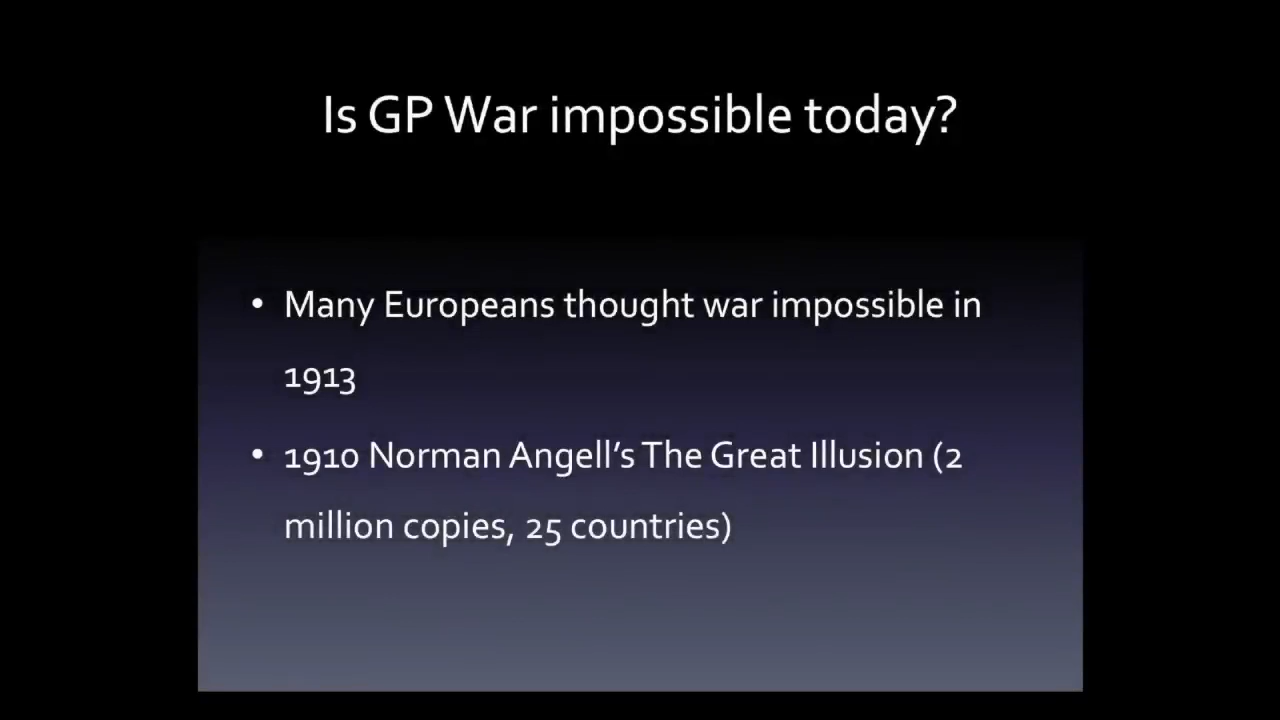 Is GP War impossible today?
• Many Europeans thought war impossible in
1913
• 1910 Norman Angell’s The Great Illusion (2
million copies, 25 countries)